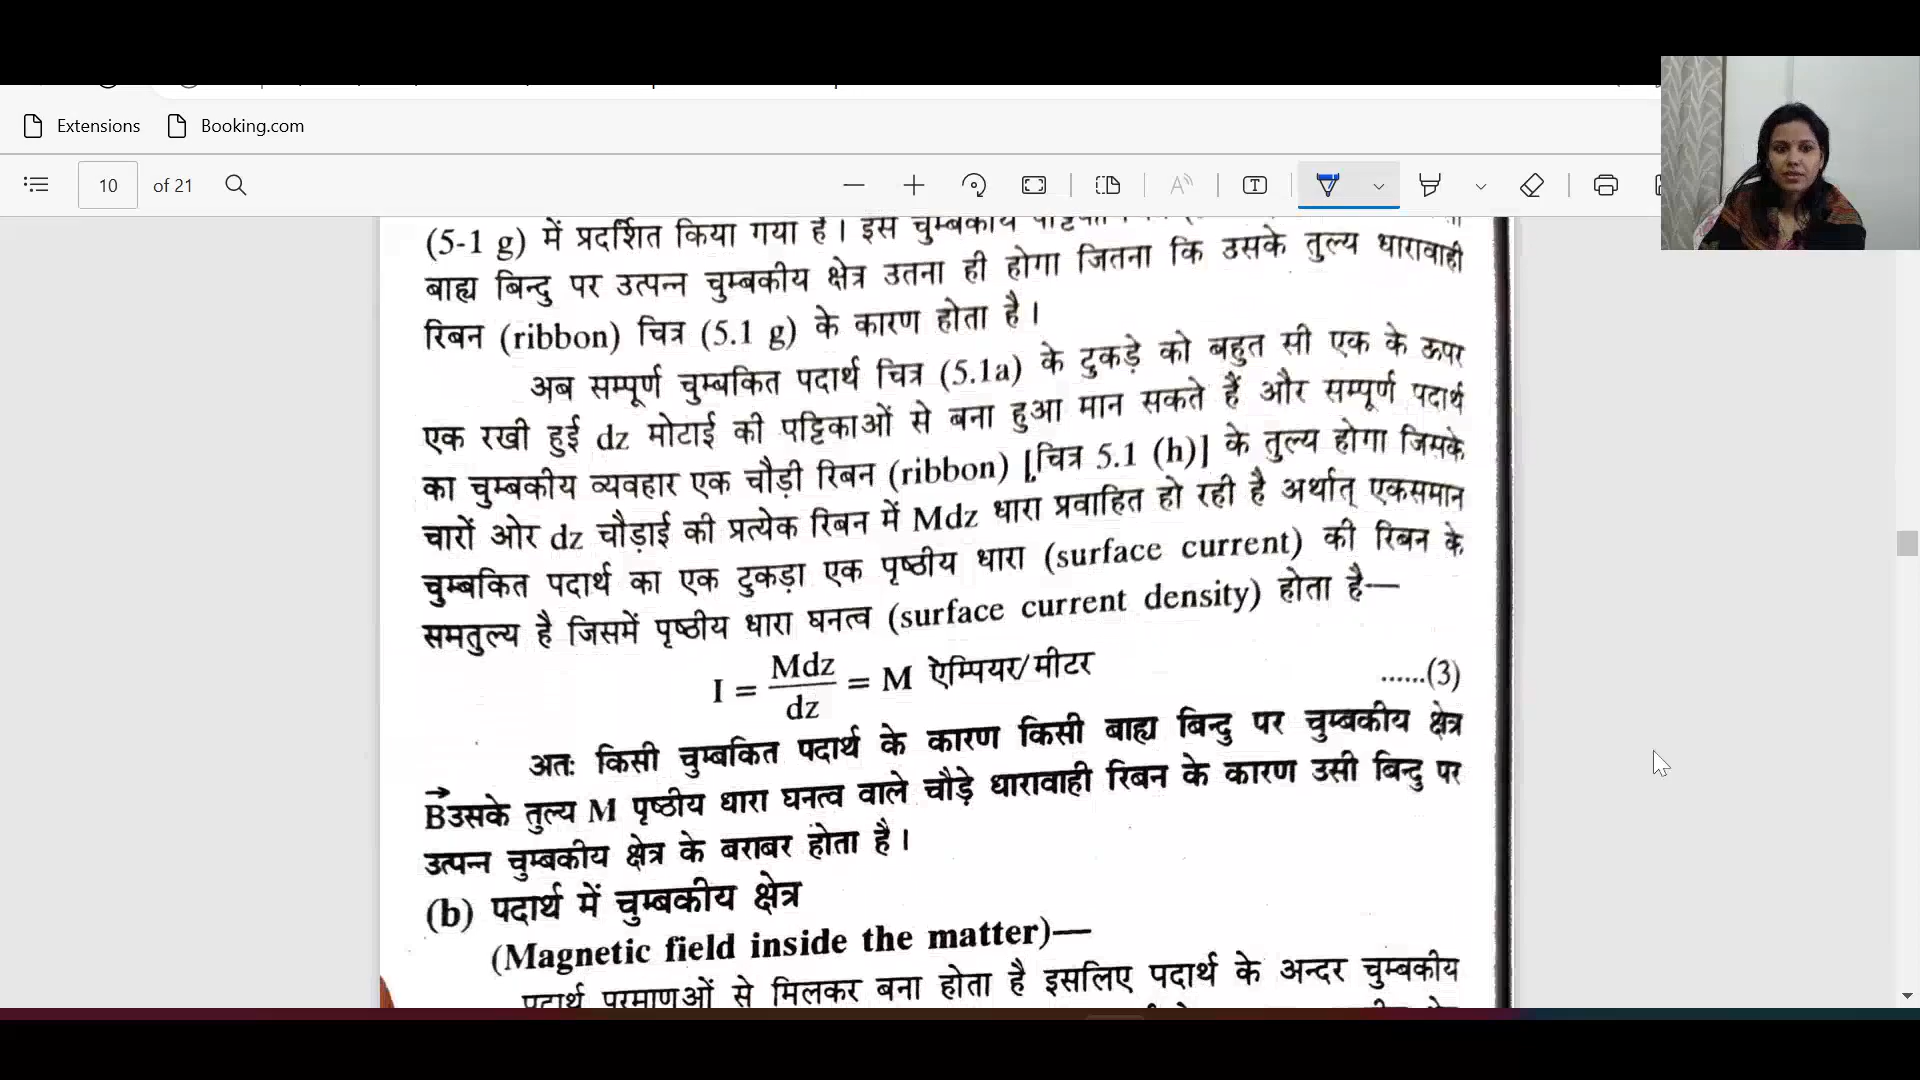 Extensions Booking.com
10 of 21
(5-1 g) में प्रदर्शित किया गया है। इस चुम्बकीय
बाह्य बिन्दु पर उत्पन्न चुम्बकीय क्षेत्र उतना ही होगा जितना कि उसके तुल्य धारावाही
रिबन (ribbon) चित्र (5.1 g) के कारण होता है।
अब सम्पूर्ण चुम्बकित पदार्थ चित्र (5.1a) के टुकड़े को बहुत सी एक के ऊपर
एक रखी हुई dz मोटाई की पट्टिकाओं से बना हुआ मान सकते हैं और सम्पूर्ण पदार्थ
का चुम्बकीय व्यवहार एक चौड़ी रिबन (ribbon) [चित्र 5.1 (h)] के तुल्य होगा जिसके
चारों ओर dz चौड़ाई की प्रत्येक रिबन में Mdz धारा प्रवाहित हो रही है अर्थात् एकसमान
चुम्बकित पदार्थ का एक टुकड़ा एक पृष्ठीय धारा (surface current) की रिबन के
समतुल्य है जिसमें पृष्ठीय धारा घनत्व (surface current density) होता है—
I = Mdz/dz = M ऐम्पियर/मीटर ......(3)
अतः किसी चुम्बकित पदार्थ के कारण किसी बाह्य बिन्दु पर चुम्बकीय क्षेत्र
B⃗उसके तुल्य M पृष्ठीय धारा घनत्व वाले चौड़े धारावाही रिबन के कारण उसी बिन्दु पर
उत्पन्न चुम्बकीय क्षेत्र के बराबर होता है।
(b) पदार्थ में चुम्बकीय क्षेत्र
(Magnetic field inside the matter)—
पदार्थ परमाणुओं से मिलकर बना होता है इसलिए पदार्थ के अन्दर चुम्बकीय